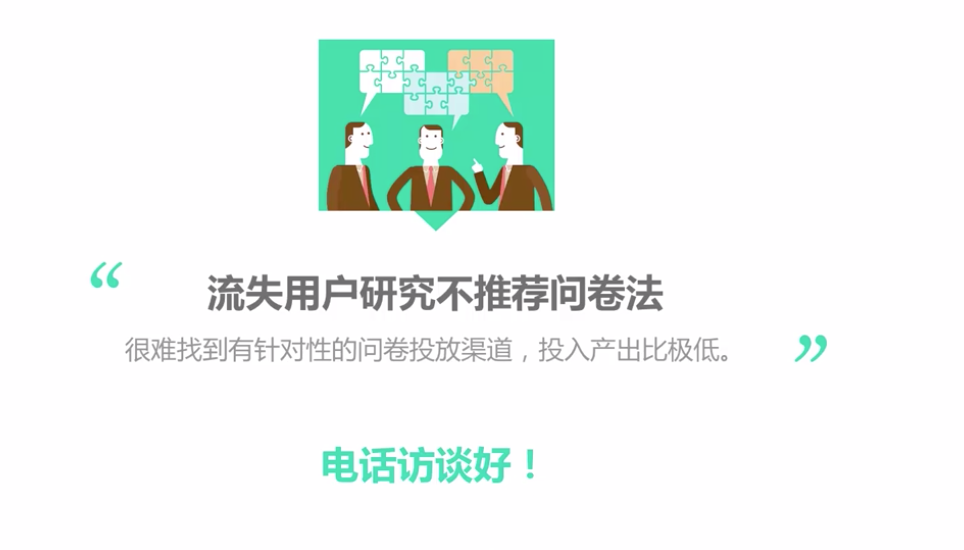 “
流失用户研究不推荐问卷法
很难找到有针对性的问卷投放渠道，投入产出比极低。
”
电话访谈好！